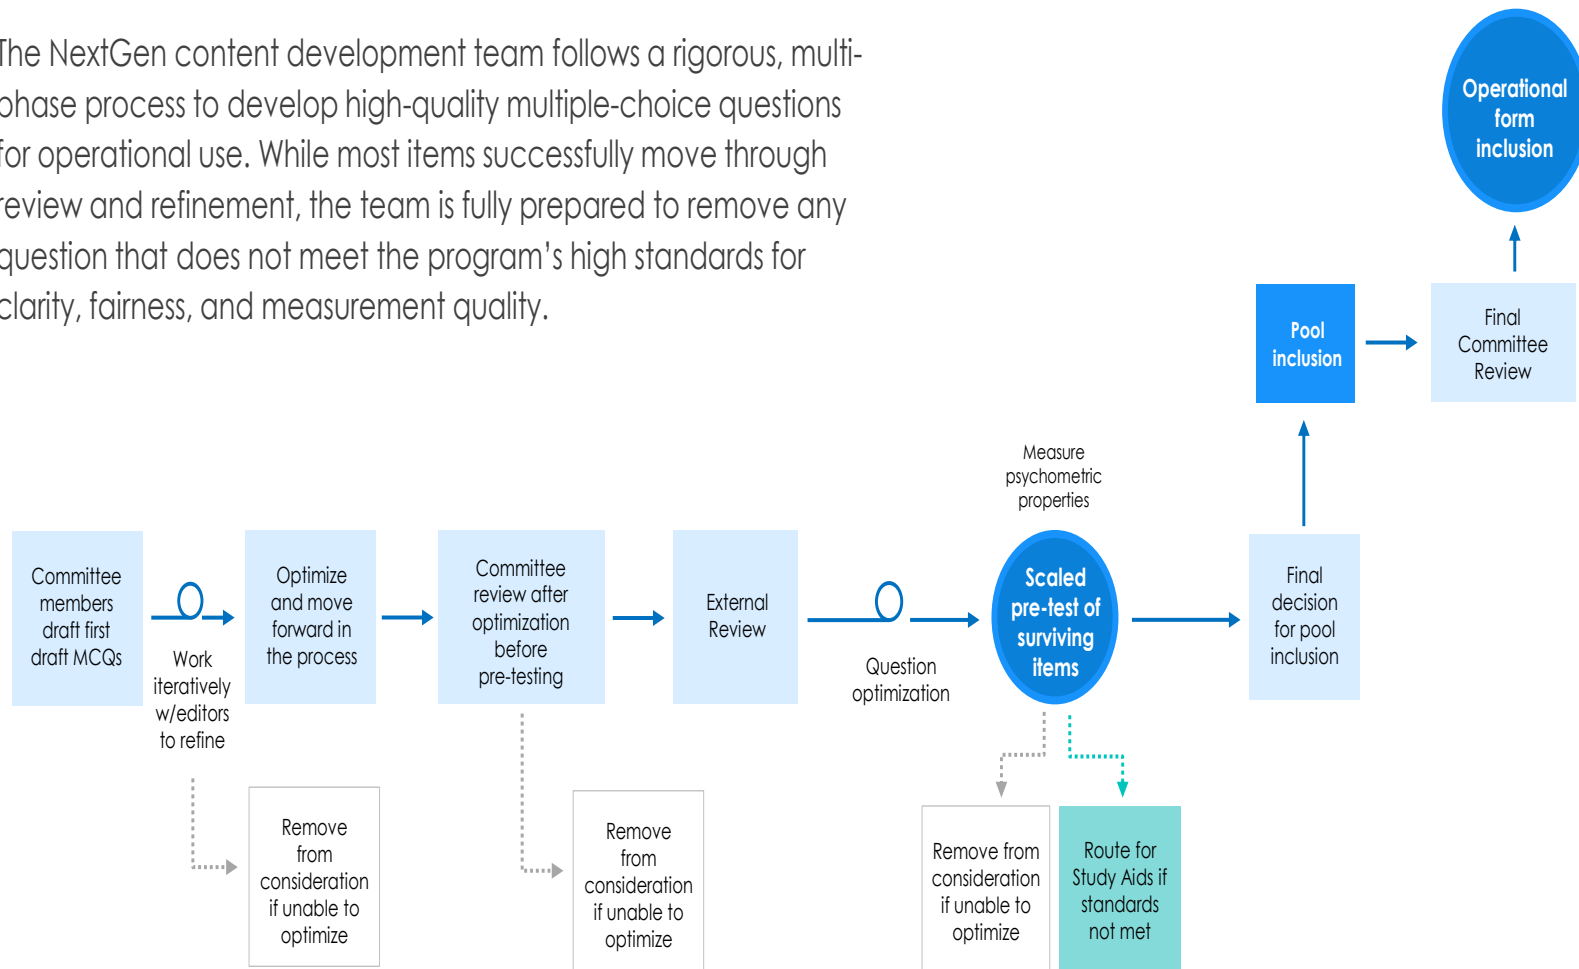 The NextGen content development team follows a rigorous, multi-
phase process to develop high-quality multiple-choice questions
for operational use. While most items successfully move through
review and refinement, the team is fully prepared to remove any
question that does not meet the program’s high standards for
clarity, fairness, and measurement quality.
Operational
form
inclusion
Pool
inclusion
Final
Committee
Review
Measure
psychometric
properties
Committee
members
draft first
draft MCQs
Work
iteratively
w/editors
to refine
Optimize
and move
forward in
the process
Committee
review after
optimization
before
pre-testing
External
Review
Question
optimization
Scaled
pre-test of
surviving
items
Final
decision
for pool
inclusion
Remove
from
consideration
if unable to
optimize
Remove
from
consideration
if unable to
optimize
Remove from
consideration
if unable to
optimize
Route for
Study Aids if
standards
not met